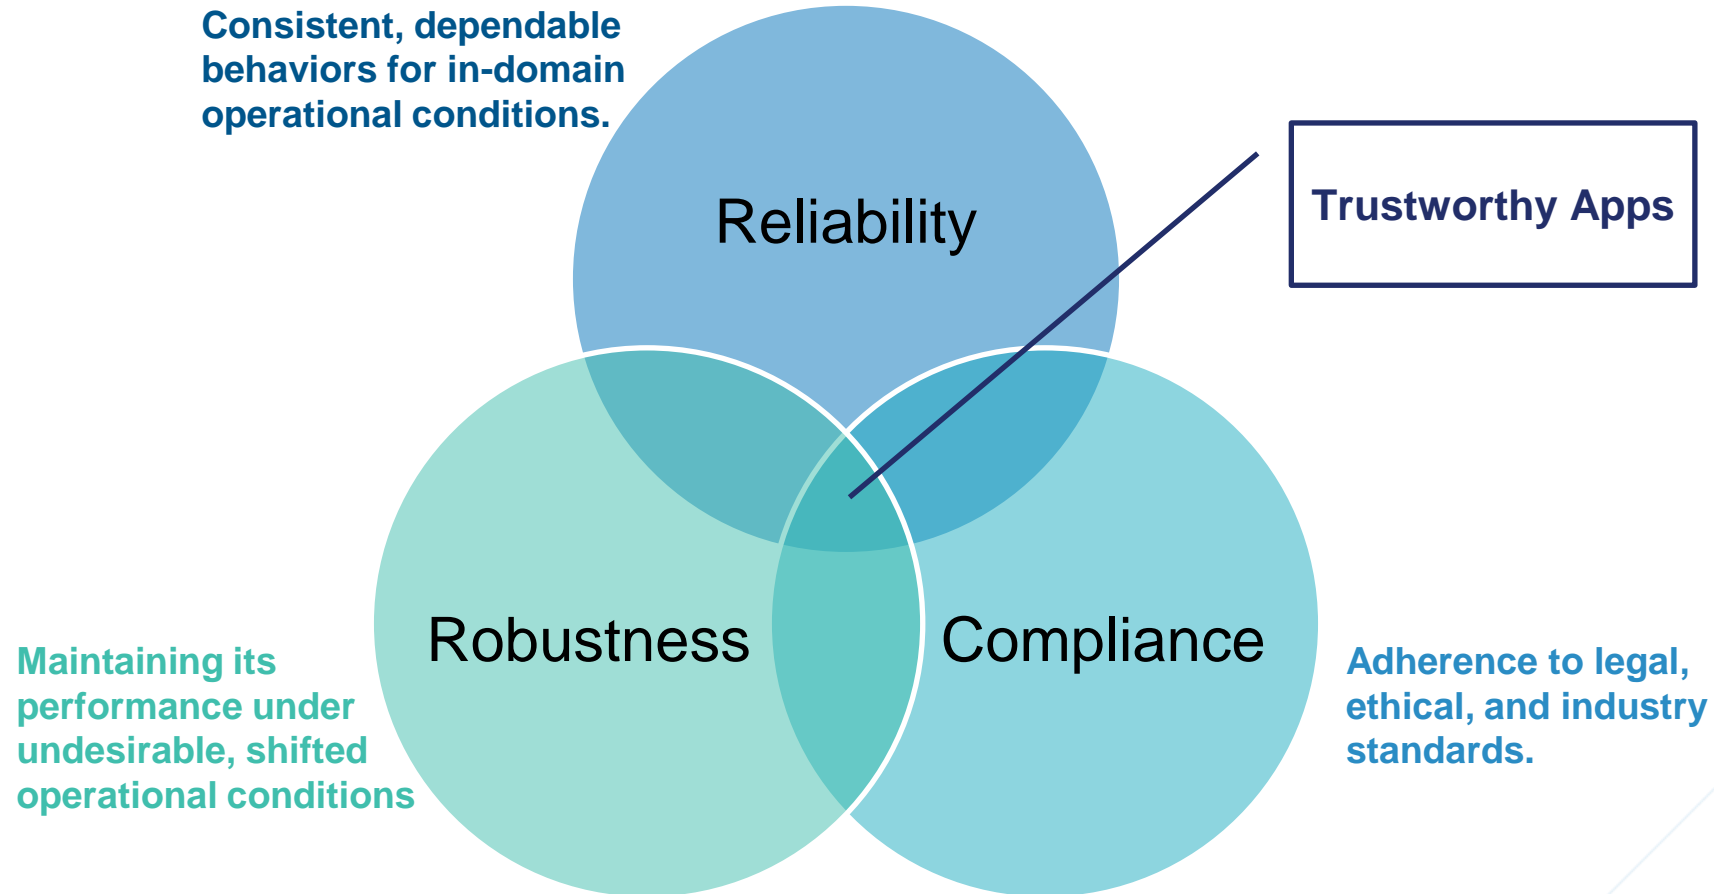 Consistent, dependable
behaviors for in-domain
operational conditions.
Reliability
Trustworthy Apps
Robustness
Compliance
Maintaining its
performance under
undesirable, shifted
operational conditions
Adherence to legal,
ethical, and industry
standards.